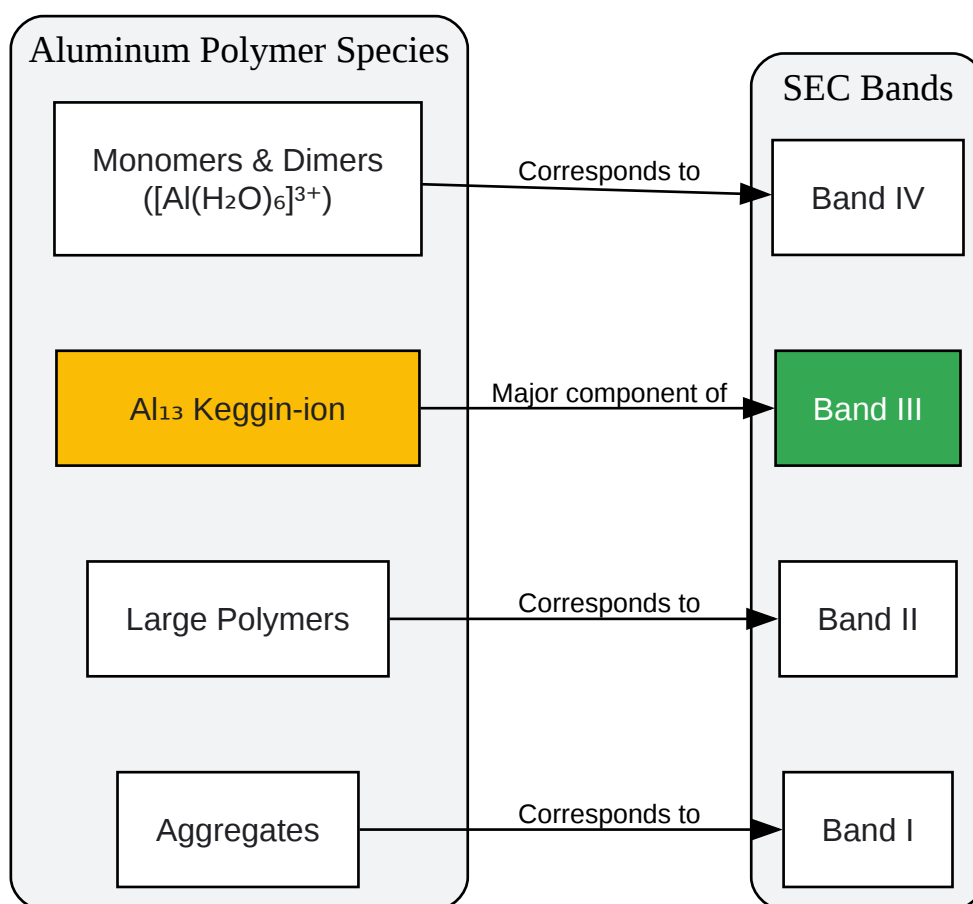 Aluminum Polymer Species
SEC Bands
Monomers & Dimers
([Al(H₂O)₆]³⁺)
Corresponds to
Band IV
Al₁₃ Keggin-ion
Major component of
Band III
Large Polymers
Corresponds to
Band II
Aggregates
Corresponds to
Band I